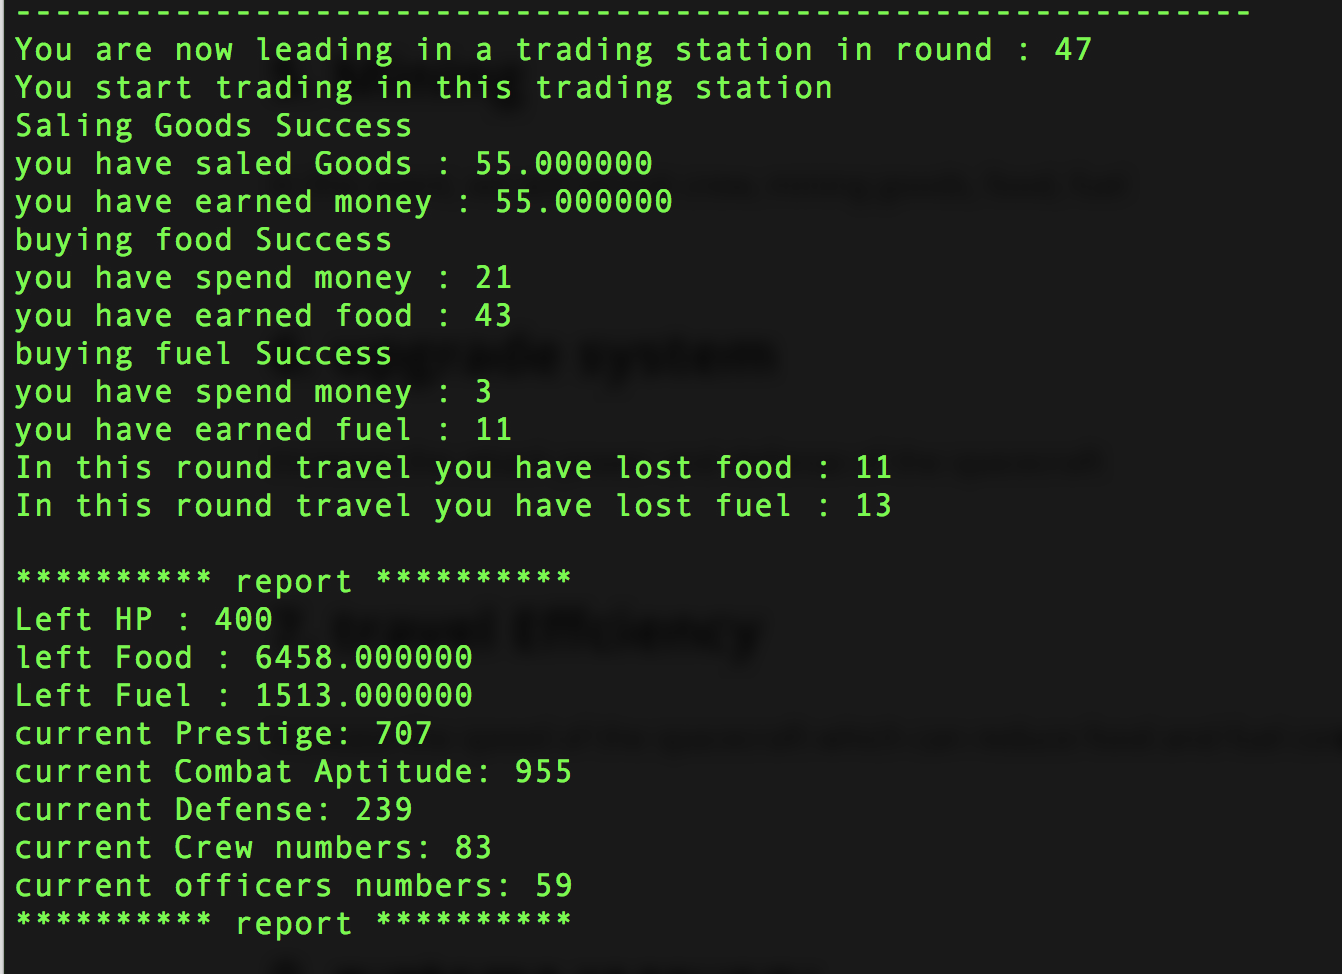 ----------------------------------------------------------------
You are now leading in a trading station in round : 47
You start trading in this trading station
Saling Goods Success
you have saled Goods : 55.000000
you have earned money : 55.000000
buying food Success
you have spend money : 21
you have earned food : 43
buying fuel Success
you have spend money : 3
you have earned fuel : 11
In this round travel you have lost food : 11
In this round travel you have lost fuel : 13
********** report **********
Left HP : 400
left Food : 6458.000000
Left Fuel : 1513.000000
current Prestige: 707
current Combat Aptitude: 955
current Defense: 239
current Crew numbers: 83
current officers numbers: 59
********** report **********